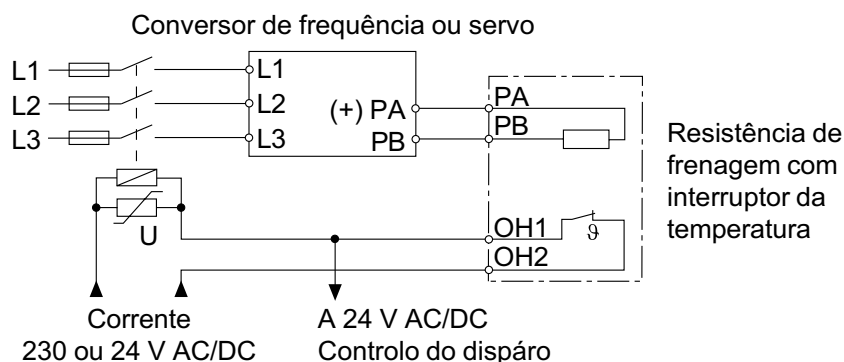 Conversor de frequência ou servo
L1
L1
L2
L2
(+) PA
PA
L3
L3
PB
PB
Resistência de
frenagem com
interruptor da
temperatura
U
OH1
ϑ
OH2
Corrente
230 ou 24 V AC/DC
A 24 V AC/DC
Controlo do dispáro